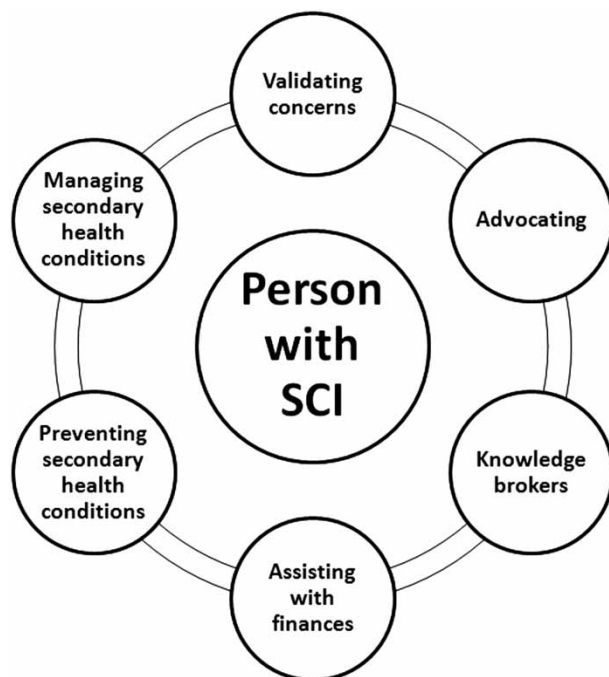 Validating
concerns
Managing
secondary
health
conditions
Advocating
Person
with
SCI
Preventing
secondary
health
conditions
Knowledge
brokers
Assisting
with
finances